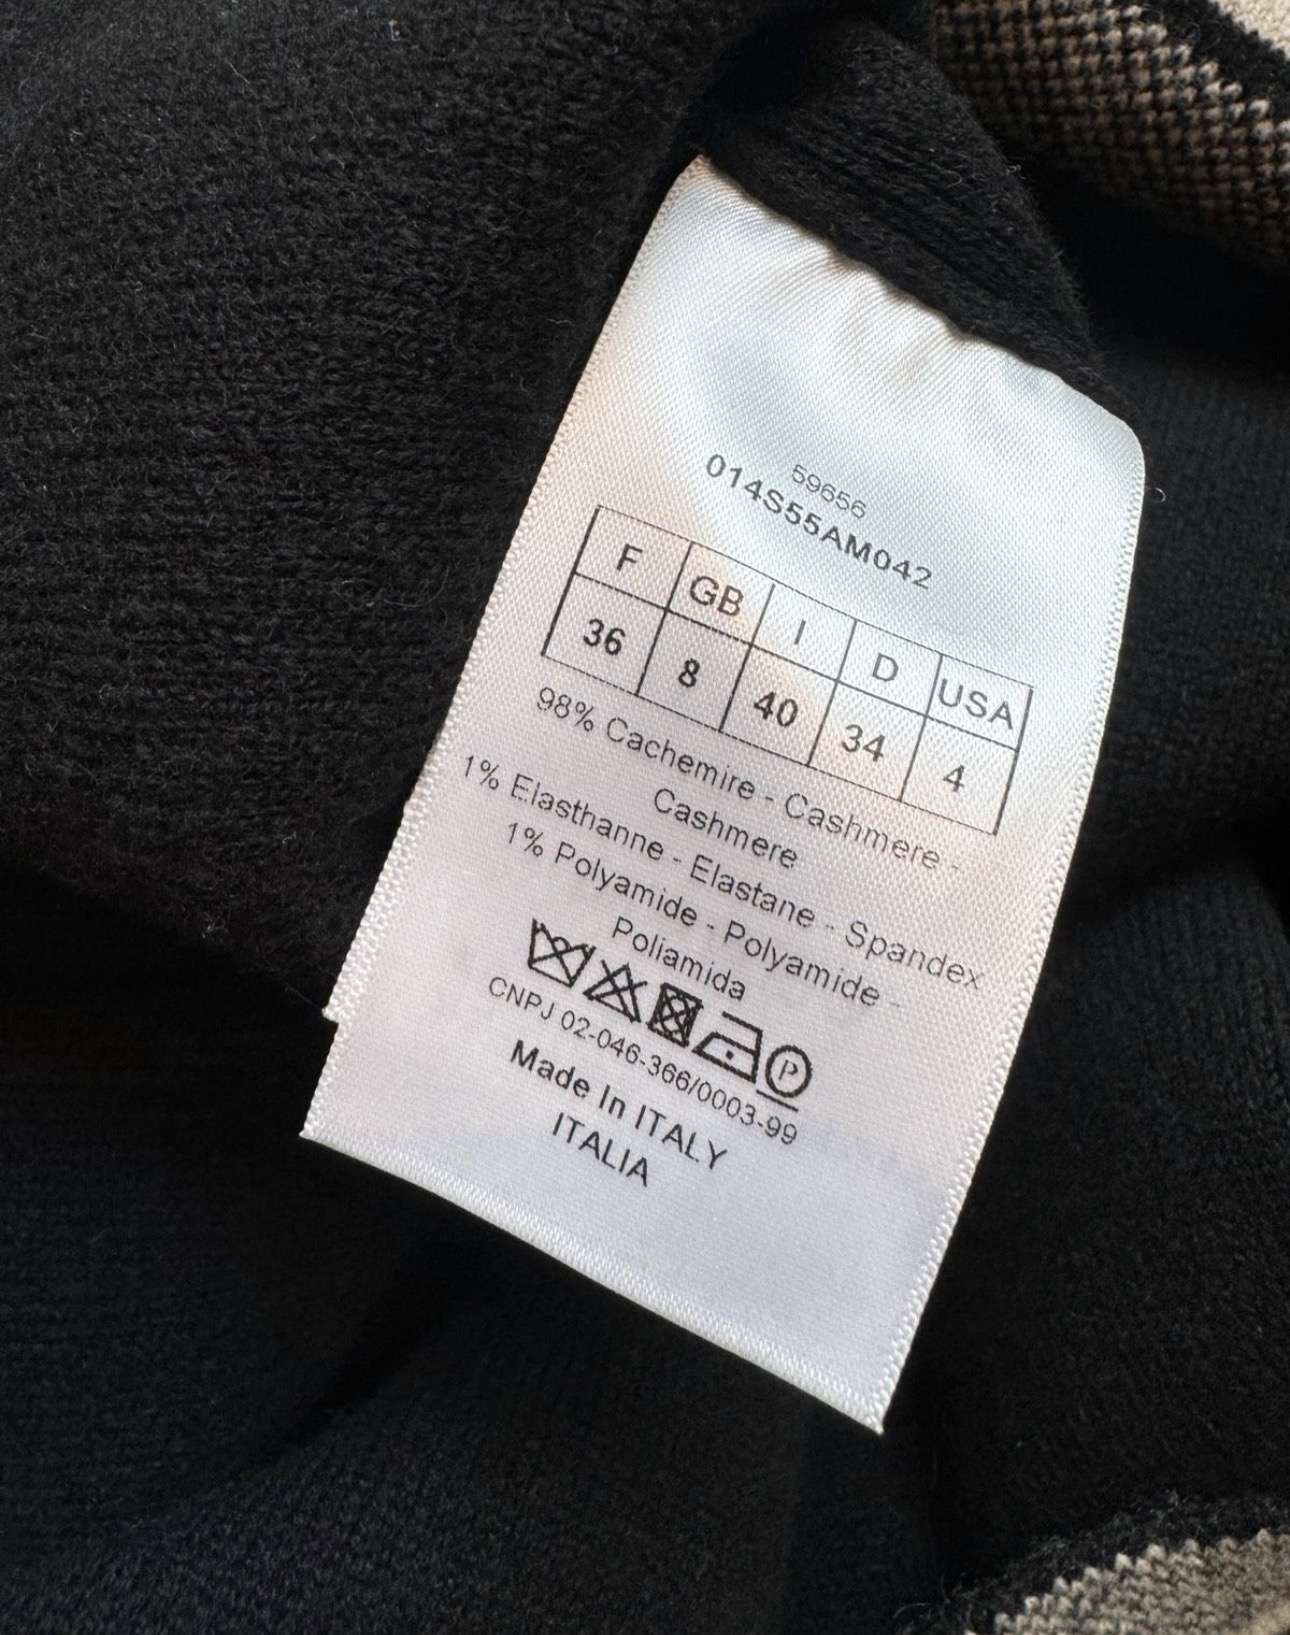 59656
014S55AM042
F GB I D USA
36 8 40 34 4
98% Cachemire - Cashmere -
Cashmere
1% Elasthanne - Elastane - Spandex
1% Polyamide - Polyamide -
Poliamida
P
CNPJ 02-046-366/0003-99
Made In ITALY
ITALIA